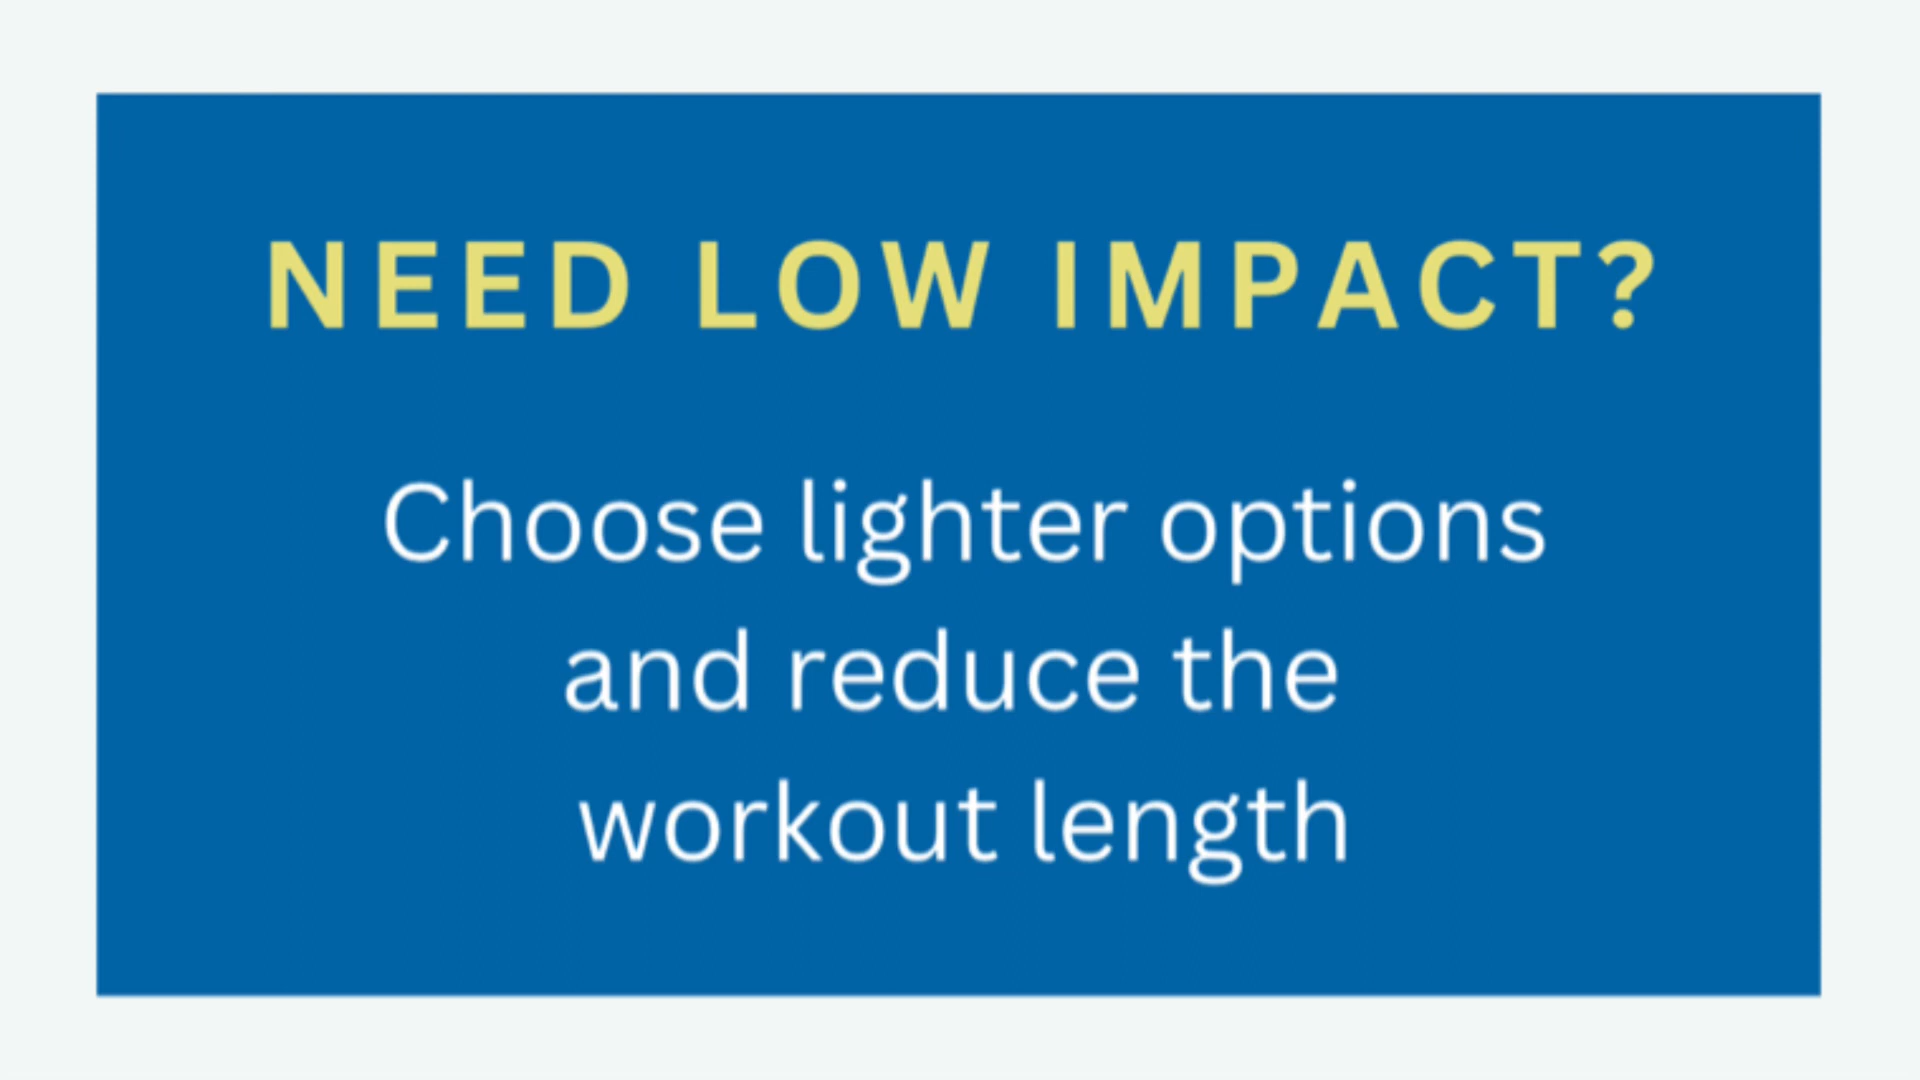 NEED LOW IMPACT?
Choose lighter options
and reduce the
workout length